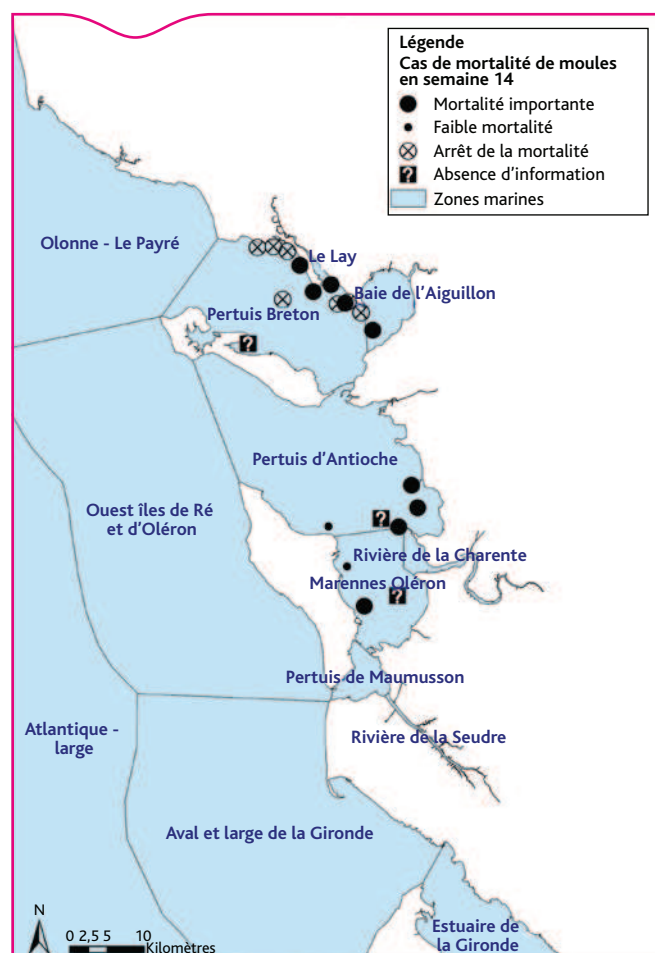 Légende
Cas de mortalité de moules
en semaine 14
Mortalité importante
Faible mortalité
Arrêt de la mortalité
? Absence d'information
Zones marines
Olonne - Le Payré
Le Lay
Baie de l'Aiguillon
Pertuis Breton
?
Pertuis d'Antioche
Ouest îles de Ré
et d'Oléron
?
Rivière de la Charente
Marennes Oléron
?
Pertuis de Maumusson
Atlantique -
large
Rivière de la Seudre
Aval et large de la Gironde
Estuaire de
la Gironde
N
0 2,5 5 10
Kilomètres